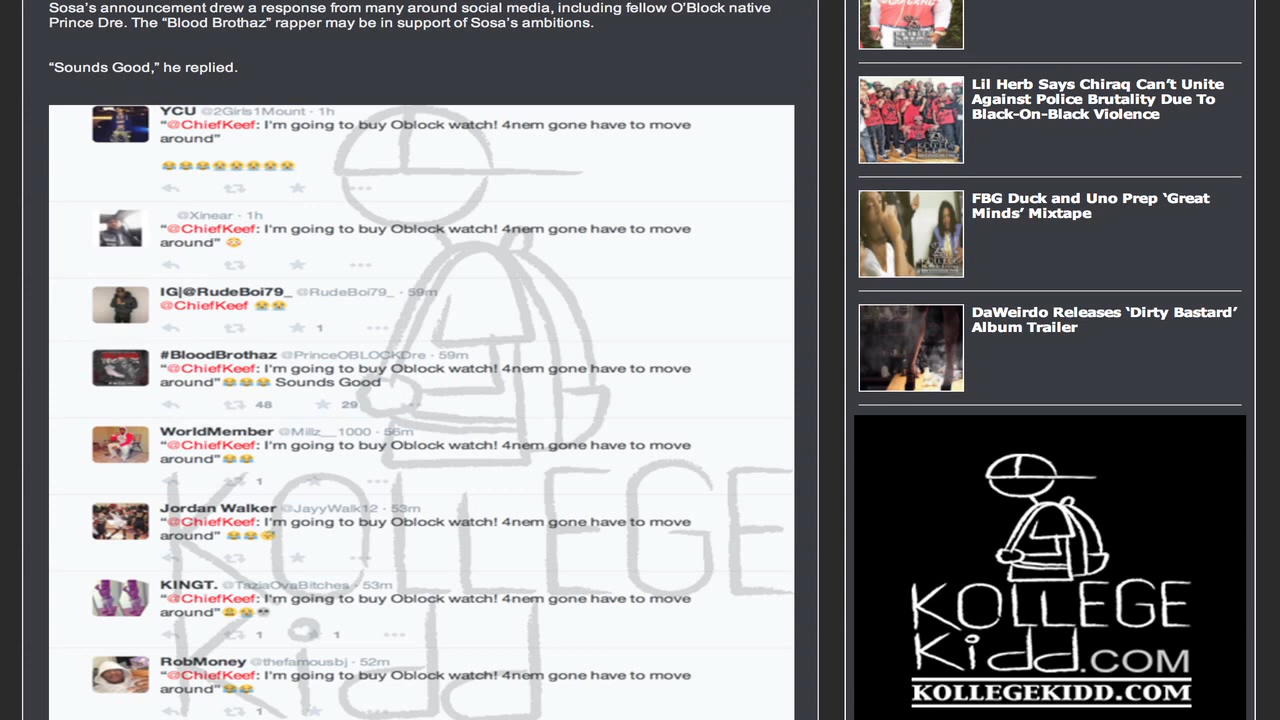 Sosa’s announcement drew a response from many around social media, including fellow O’Block native
Prince Dre. The “Blood Brothaz” rapper may be in support of Sosa’s ambitions.
“Sounds Good,” he replied.
YCU @2Girls1Mount · 1h
“@ChiefKeef: I'm going to buy Oblock watch! 4nem gone have to move
around”
😂😂😂😭😭😭😭😭
@Xinear · 1h
“@ChiefKeef: I'm going to buy Oblock watch! 4nem gone have to move
around” 😳
IG|@RudeBoi79_ @RudeBoi79_ · 59m
@ChiefKeef 😭😭
1
#BloodBrothaz @PrinceOBLOCKDre · 59m
“@ChiefKeef: I'm going to buy Oblock watch! 4nem gone have to move
around”😂😂😂 Sounds Good
48 29
WorldMember @Millz__1000 · 56m
“@ChiefKeef: I'm going to buy Oblock watch! 4nem gone have to move
around”😂😂
1
Jordan Walker @JayyWalk12 · 53m
“@ChiefKeef: I'm going to buy Oblock watch! 4nem gone have to move
around” 😂😂😴
KINGT. @TaziaOvaBitches · 53m
“@ChiefKeef: I'm going to buy Oblock watch! 4nem gone have to move
around”😩😭💀
1 1
RobMoney @thefamousbj · 52m
“@ChiefKeef: I'm going to buy Oblock watch! 4nem gone have to move
around”😂😂
1
KOLLEGE
Kidd
Lil Herb Says Chiraq Can’t Unite
Against Police Brutality Due To
Black-On-Black Violence
FBG Duck and Uno Prep ‘Great
Minds’ Mixtape
DaWeirdo Releases ‘Dirty Bastard’
Album Trailer
KOLLEGE
Kidd.COM
KOLLEGEKIDD.COM